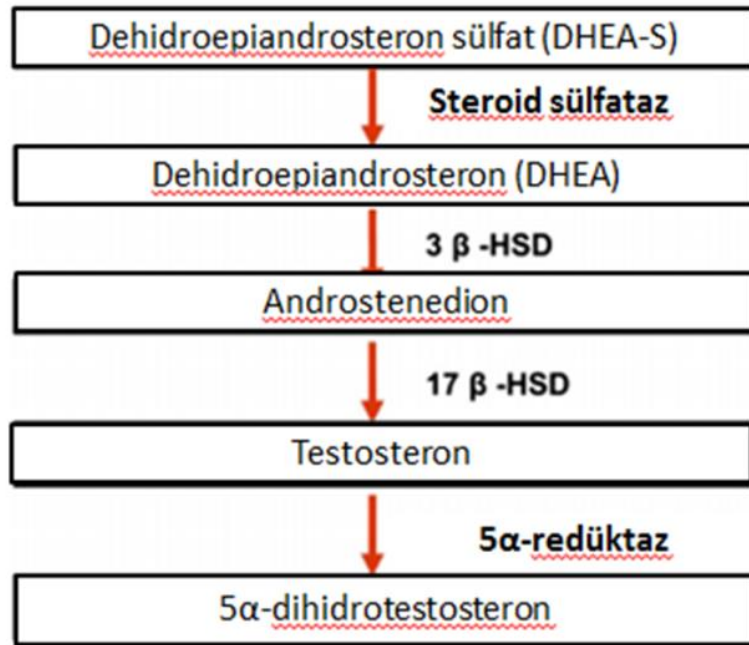 Dehidroepiandrosteron sülfat (DHEA-S)
Steroid sülfataz
Dehidroepiandrosteron (DHEA)
3 β -HSD
Androstenedion
17 β -HSD
Testosteron
5α-redüktaz
5α-dihidrotestosteron